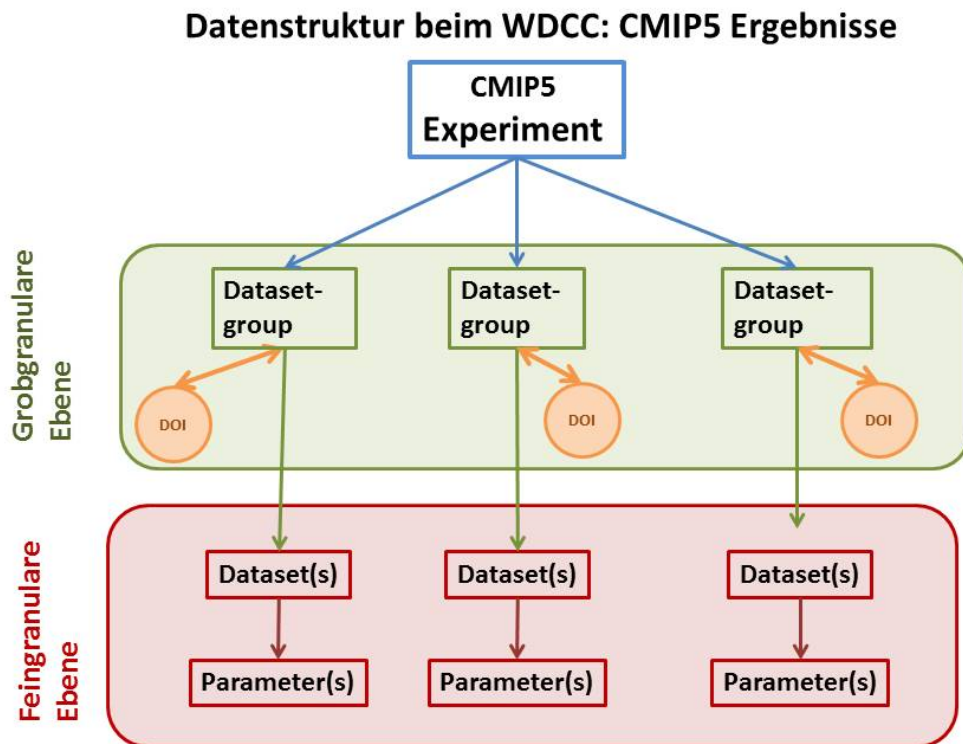 Datenstruktur beim WDCC: CMIP5 Ergebnisse
CMIP5
Experiment
Grobgranulare
Ebene
Dataset-
group
Dataset-
group
Dataset-
group
DOI
DOI
DOI
Feingranulare
Ebene
Dataset(s)
Dataset(s)
Dataset(s)
Parameter(s)
Parameter(s)
Parameter(s)